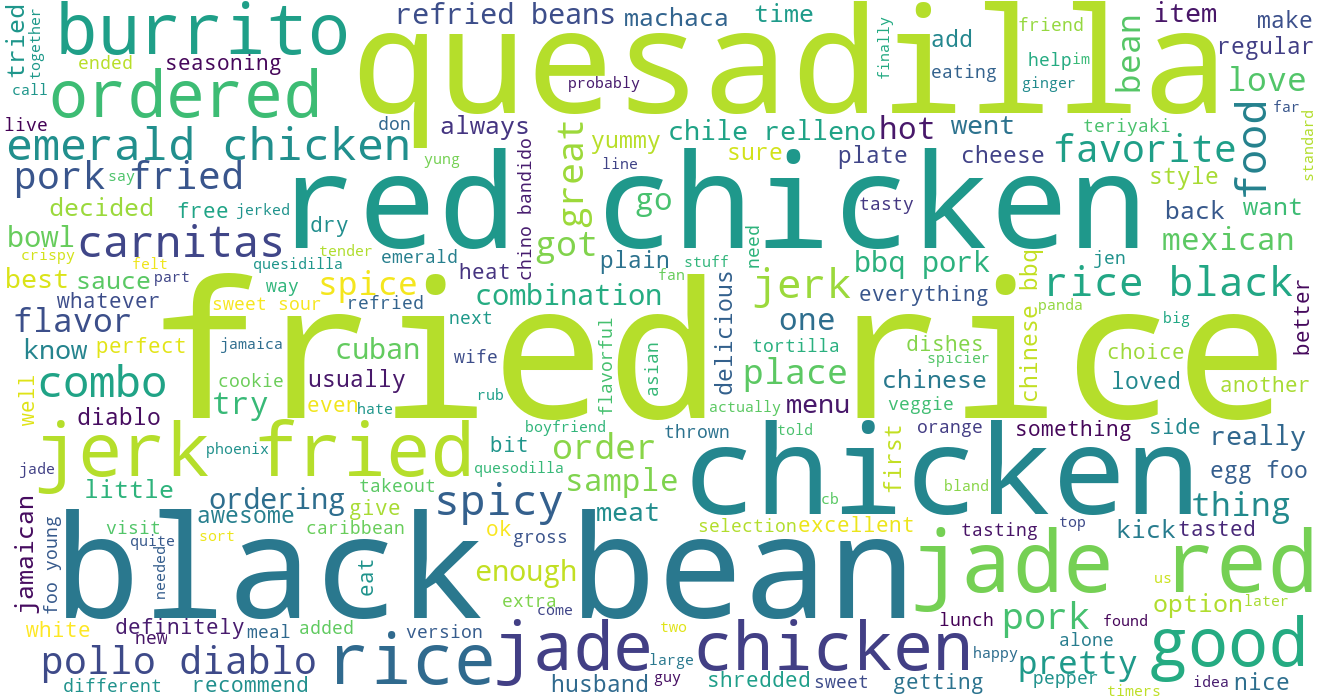 burrito
quesadilla
refried beans
machaca
time
item
make
regular
tried
together
ended
seasoning
call
ordered
probably
finally
add
eating
friend
help
im
ginger
bean
love
live
don
always
emerald chicken
yung
great
yummy
chile relleno
hot
went
teriyaki
far
food
standard
pork
say
fried
line
sure
plate
cheese
favorite
style
decided
free
jerked
dry
red chicken
chino bandido
go
tasty
back
want
bowl
carnitas
crispy
tender
emerald
got
need
mexican
best
felt
sauce
part
quesidilla
way
spice
heat
plain
fan
stuff
bbq pork
jen
rice black
whatever
sweet sour
refried
combination
delicious
jerk
everything
chinese bbq
panda
better
flavor
fried rice
next
one
big
know
perfect
jamaica
cuban
wife
flavorful
asian
tortilla
dishes
spicier
choice
combo
cookie
usually
place
chinese
loved
another
well
try
even
hate
rub
actually
menu
veggie
diablo
boyfriend
thrown
told
orange
something
side
really
jerk fried
phoenix
bit
order
first
jade
quesodilla
egg foo
little
takeout
sample
chicken
cb
bland
thing
ordering
spicy
give
meat
awesome
jamaican
foo young
visit
quite
sort
caribbean
ok
gross
selection
excellent
tasting
top
kick
tasted
needed
black bean
eat
enough
jade red
extra
come
us
option
later
white
definitely
new
meal
added
version
two
lunch
pork
found
alone
good
pollo diablo
rice
jade chicken
large
happy
pretty
different
recommend
husband
guy
shredded
sweet
getting
pepper
timers
idea
nice